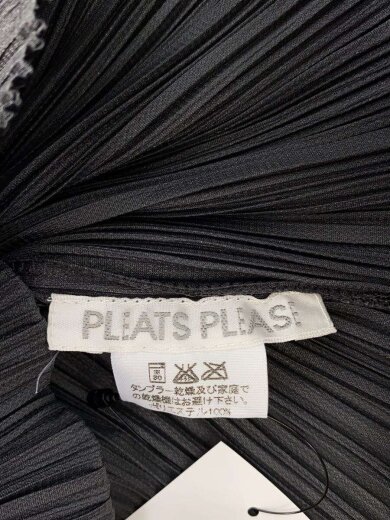 PLEATS PLEASE
タンブラー乾燥及び家庭で
の乾燥機はお避け下さい。
ポリエステル100%